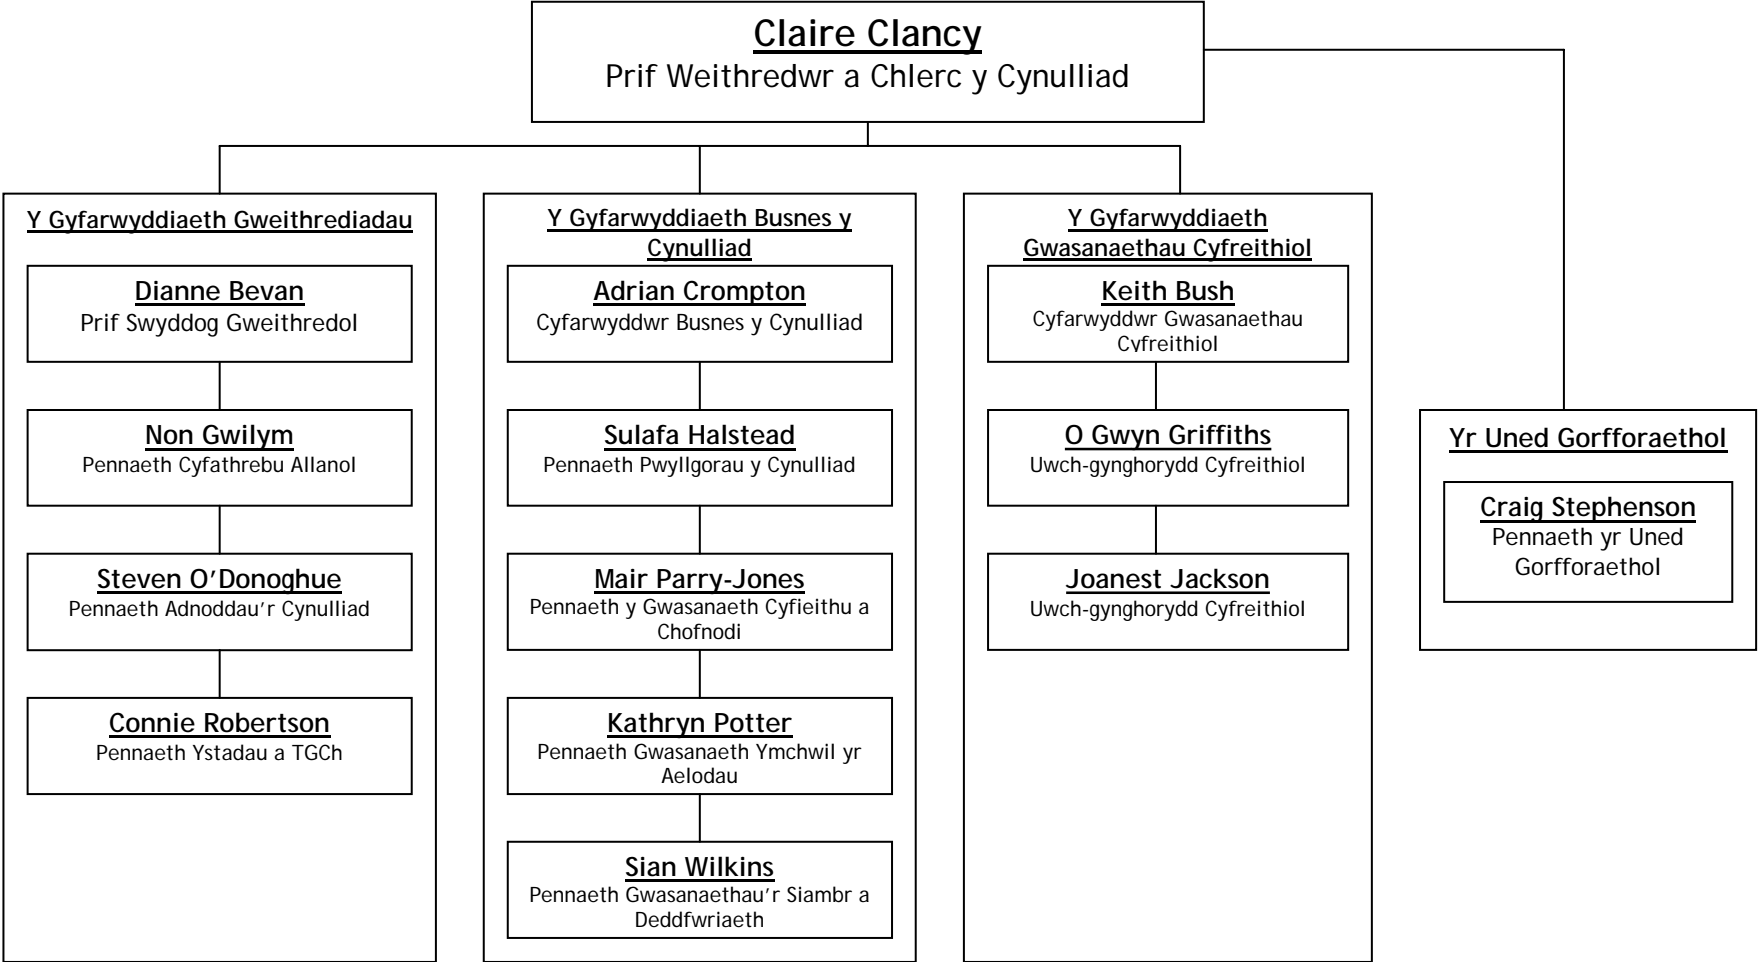 Claire Clancy
Prif Weithredwr a Chlerc y Cynulliad
Y Gyfarwyddiaeth Gweithrediadau
Dianne Bevan
Prif Swyddog Gweithredol
Non Gwilym
Pennaeth Cyfathrebu Allanol
Steven O’Donoghue
Pennaeth Adnoddau’r Cynulliad
Connie Robertson
Pennaeth Ystadau a TGCh
Y Gyfarwyddiaeth Busnes y
Cynulliad
Adrian Crompton
Cyfarwyddwr Busnes y Cynulliad
Sulafa Halstead
Pennaeth Pwyllgorau y Cynulliad
Mair Parry-Jones
Pennaeth y Gwasanaeth Cyfieithu a
Chofnodi
Kathryn Potter
Pennaeth Gwasanaeth Ymchwil yr
Aelodau
Sian Wilkins
Pennaeth Gwasanaethau’r Siambr a
Deddfwriaeth
Y Gyfarwyddiaeth
Gwasanaethau Cyfreithiol
Keith Bush
Cyfarwyddwr Gwasanaethau
Cyfreithiol
O Gwyn Griffiths
Uwch-gynghorydd Cyfreithiol
Joanest Jackson
Uwch-gynghorydd Cyfreithiol
Yr Uned Gorfforaethol
Craig Stephenson
Pennaeth yr Uned
Gorfforaethol